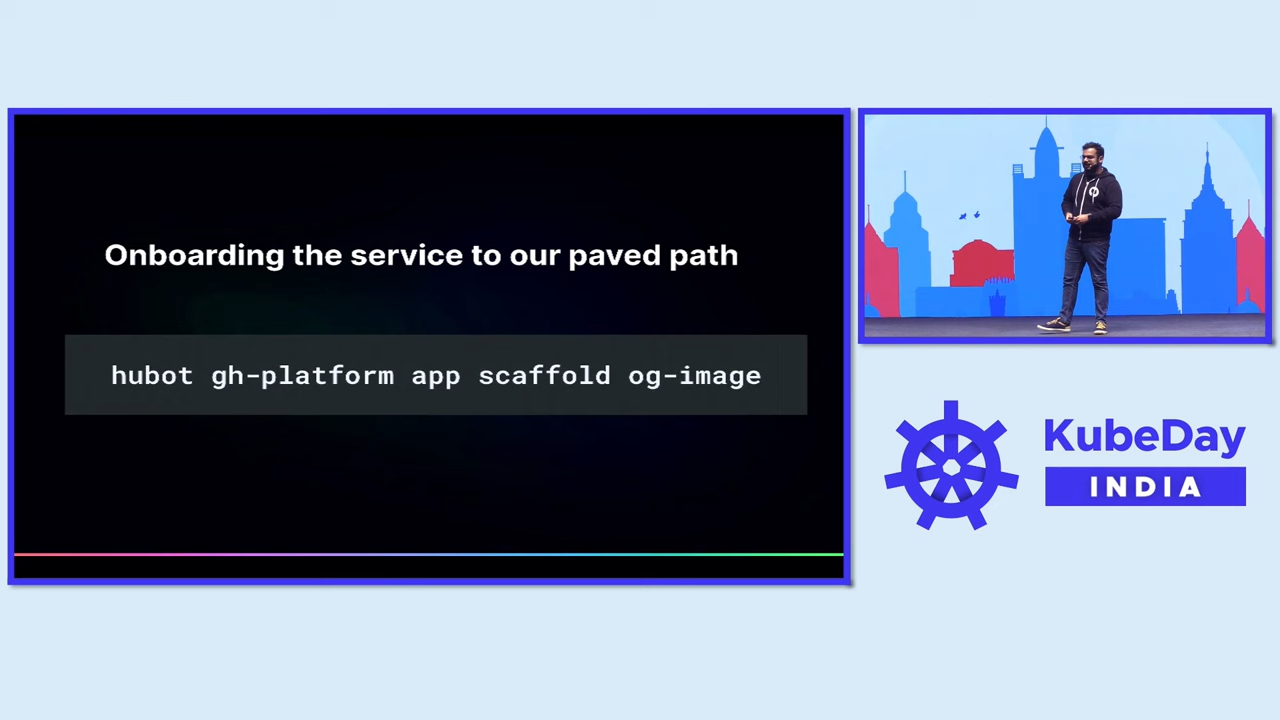 Onboarding the service to our paved path
hubot gh-platform app scaffold og-image
KubeDay
INDIA